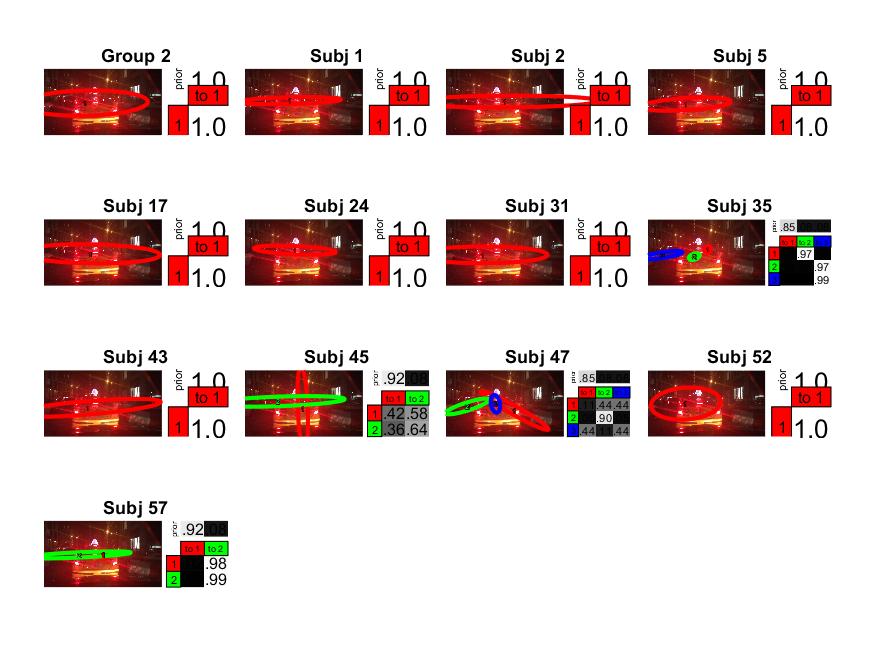 Group 2
Subj 1
Subj 2
Subj 5
prior 1.0
to 1
1 1.0
prior 1.0
to 1
1 1.0
prior 1.0
to 1
1 1.0
prior 1.0
to 1
1 1.0
Subj 17
Subj 24
Subj 31
Subj 35
prior 1.0
to 1
1 1.0
prior 1.0
to 1
1 1.0
prior 1.0
to 1
1 1.0
prior .85
to 1 to 2
1 .97
2 .97
.99
Subj 43
Subj 45
Subj 47
Subj 52
prior 1.0
to 1
1 1.0
prior .92 .08
to 1 to 2
1 .42 .58
2 .36 .64
prior .85
to 1 to 2
1 .11 .44 .44
2 .90
.44 .11 .44
prior 1.0
to 1
1 1.0
Subj 57
prior .92 .08
to 1 to 2
1 .98
2 .99